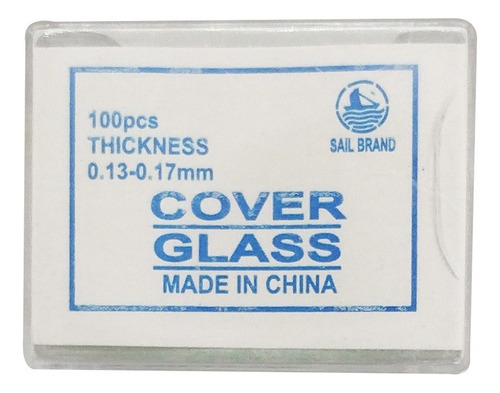 100pcs
THICKNESS
0.13-0.17mm
SAIL BRAND
COVER
GLASS
MADE IN CHINA